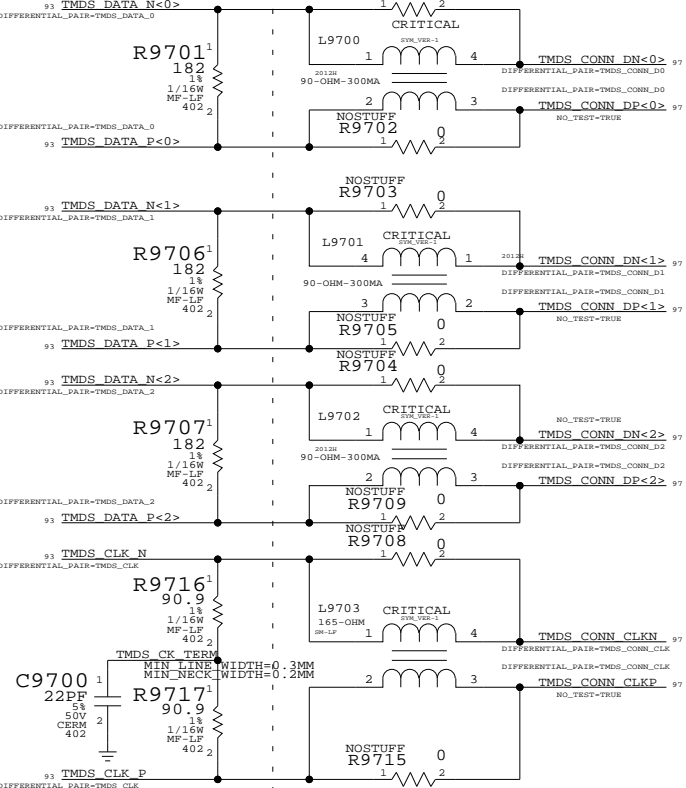 93 TMDS_DATA_N<0>
DIFFERENTIAL_PAIR=TMDS_DATA_0
1 2
CRITICAL
L9700
SYM_VER-1
1 4
2012H
90-OHM-300MA
TMDS_CONN_DN<0> 97
DIFFERENTIAL_PAIR=TMDS_CONN_D0
R9701 1
182
1%
1/16W
MF-LF
402 2
DIFFERENTIAL_PAIR=TMDS_CONN_D0
2 3
TMDS_CONN_DP<0> 97
NO_TEST=TRUE
NOSTUFF
R9702 0
1 2
DIFFERENTIAL_PAIR=TMDS_DATA_0
93 TMDS_DATA_P<0>
NOSTUFF
R9703 0
1 2
93 TMDS_DATA_N<1>
DIFFERENTIAL_PAIR=TMDS_DATA_1
L9701
CRITICAL
SYM_VER-1
4 1
2012H
90-OHM-300MA
TMDS_CONN_DN<1> 97
DIFFERENTIAL_PAIR=TMDS_CONN_D1
R9706 1
182
1%
1/16W
MF-LF
402 2
DIFFERENTIAL_PAIR=TMDS_CONN_D1
3 2
TMDS_CONN_DP<1> 97
NO_TEST=TRUE
NOSTUFF
R9705 0
1 2
DIFFERENTIAL_PAIR=TMDS_DATA_1
93 TMDS_DATA_P<1>
NOSTUFF
R9704 0
1 2
93 TMDS_DATA_N<2>
DIFFERENTIAL_PAIR=TMDS_DATA_2
L9702
CRITICAL
SYM_VER-1
1 4
2012H
90-OHM-300MA
NO_TEST=TRUE
TMDS_CONN_DN<2> 97
DIFFERENTIAL_PAIR=TMDS_CONN_D2
R9707 1
182
1%
1/16W
MF-LF
402 2
DIFFERENTIAL_PAIR=TMDS_CONN_D2
2 3
TMDS_CONN_DP<2> 97
NOSTUFF
R9709 0
1 2
DIFFERENTIAL_PAIR=TMDS_DATA_2
93 TMDS_DATA_P<2>
NOSTUFF
R9708 0
1 2
93 TMDS_CLK_N
DIFFERENTIAL_PAIR=TMDS_CLK
R9716 1
90.9
1%
1/16W
MF-LF
402 2
L9703
165-OHM
SM-LF
CRITICAL
SYM_VER-1
1 4
TMDS_CONN_CLKN 97
DIFFERENTIAL_PAIR=TMDS_CONN_CLK
TMDS_CK_TERM
MIN_LINE_WIDTH=0.3MM
MIN_NECK_WIDTH=0.2MM
C9700 1
22PF
5%
50V 2
CERM
402
R9717 1
90.9
1%
1/16W
MF-LF
402 2
DIFFERENTIAL_PAIR=TMDS_CONN_CLK
2 3
TMDS_CONN_CLKP 97
NO_TEST=TRUE
NOSTUFF
R9715 0
1 2
93 TMDS_CLK_P
DIFFERENTIAL_PAIR=TMDS_CLK